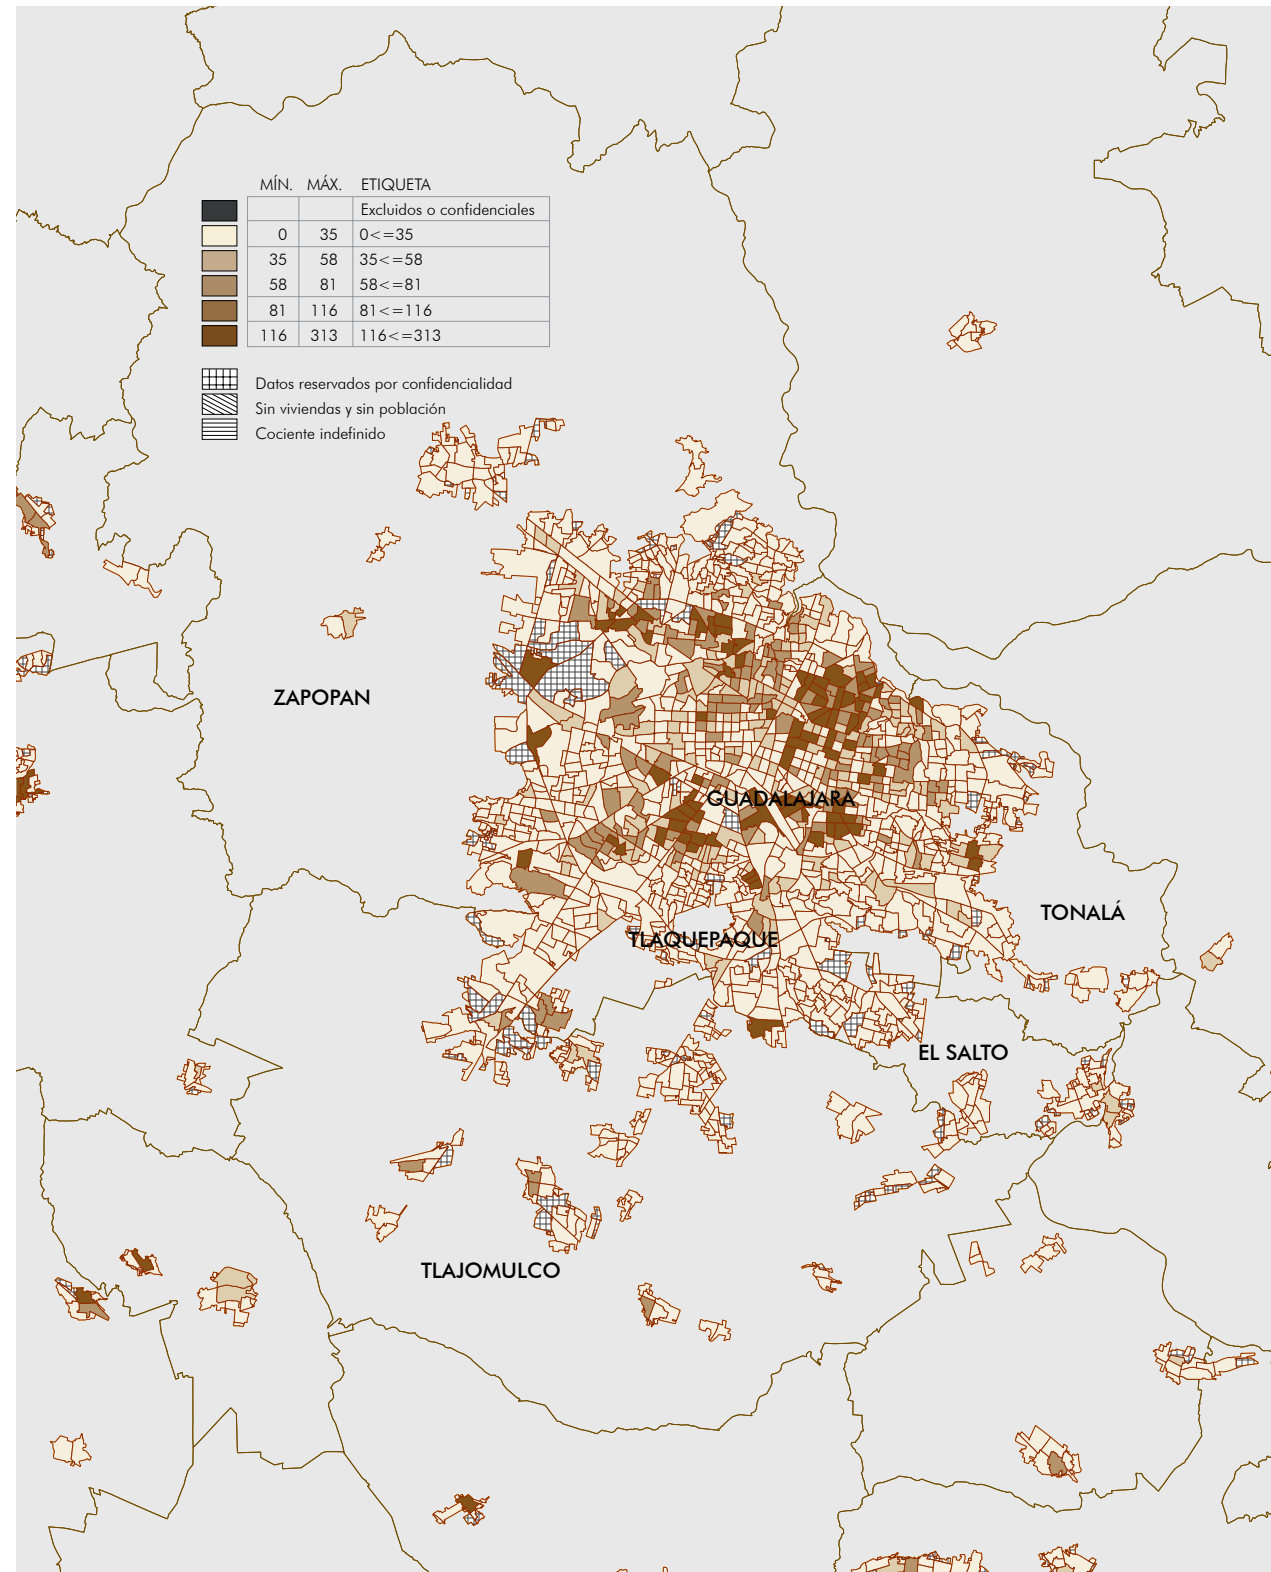 MÍN. MÁX. ETIQUETA
Excluidos o confidenciales
0 35 0<=35
35 58 35<=58
58 81 58<=81
81 116 81<=116
116 313 116<=313
Datos reservados por confidencialidad
Sin viviendas y sin población
Cociente indefinido
ZAPOPAN
GUADALAJARA
TONALÁ
TLAQUEPAQUE
EL SALTO
TLAJOMULCO